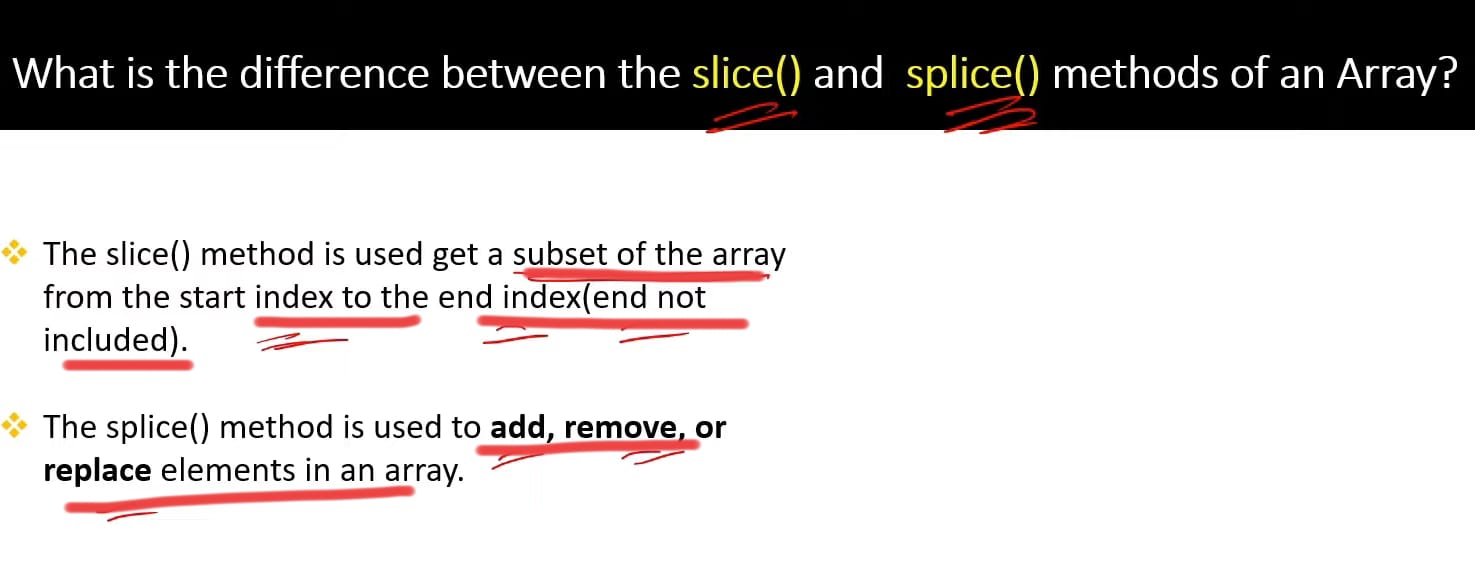 What is the difference between the slice() and splice() methods of an Array?
The slice() method is used get a subset of the array
from the start index to the end index(end not
included).
The splice() method is used to add, remove, or
replace elements in an array.